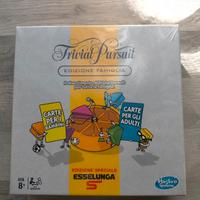 Trivial Pursuit
EDIZIONE FAMIGLIA
CARTE PER I
BAMBINI
CARTE PER GLI
ADULTI
EDIZIONE SPECIALE
ESSELUNGA
S
8+
Hasbro
Gaming